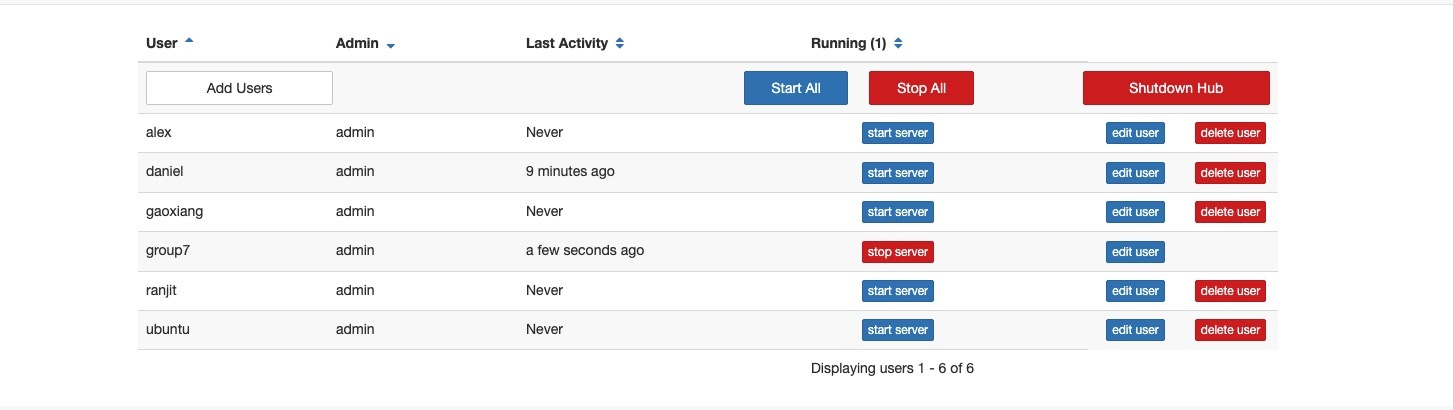 User Admin Last Activity Running (1)
Add Users Start All Stop All Shutdown Hub
alex admin Never start server edit user delete user
daniel admin 9 minutes ago start server edit user delete user
gaoxiang admin Never start server edit user delete user
group7 admin a few seconds ago stop server edit user
ranjit admin Never start server edit user delete user
ubuntu admin Never start server edit user delete user
Displaying users 1 - 6 of 6